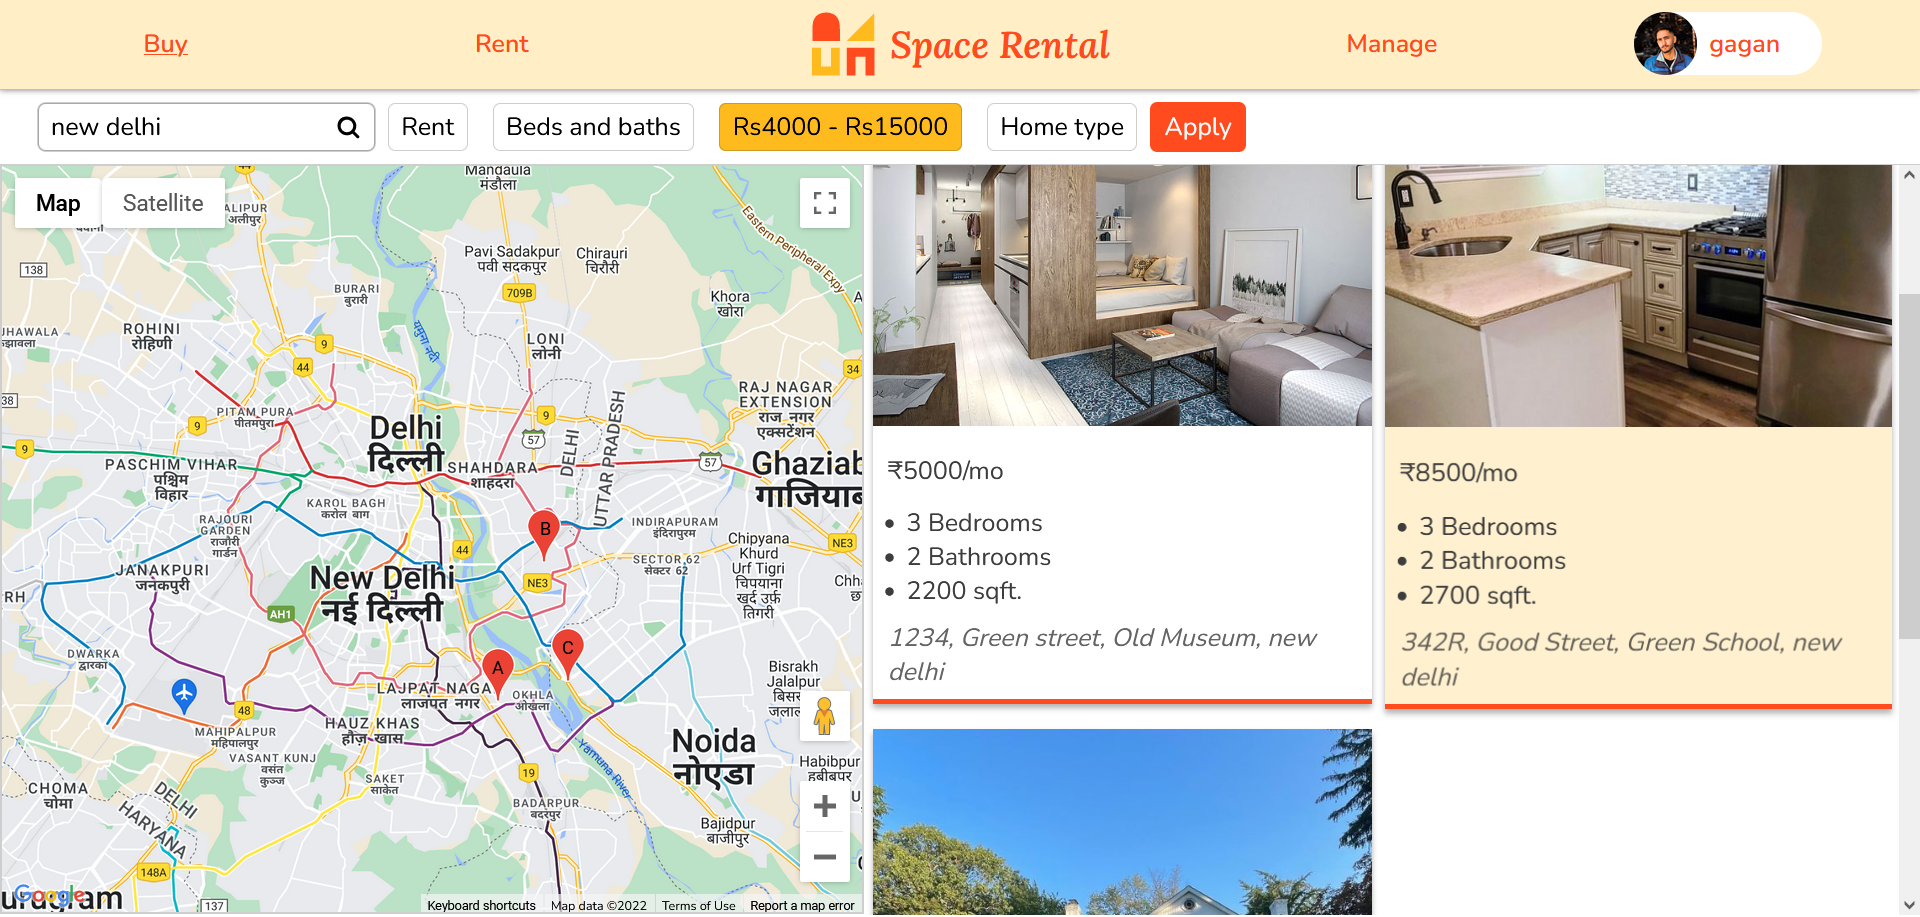 Buy
Rent
Space Rental
Manage
gagan
new delhi
Rent
Beds and baths
Rs4000 - Rs15000
Home type
Apply
Map
Satellite
Mandaula
मंडौला
44
ALIPUR
अलीपुर
Eastern Peripheral Expy
138
Pavi Sadakpur
पवी सदकपुर
Chirauri
चिरौरी
BURARI
बुरारी
709B
Khora
खोरा
यमुना नदी
ROHINI
रोहिणी
9
LONI
लोनी
44
34
RAJ NAGAR
EXTENSION
राज नगर
एक्सटेंशन
38
PITAM PURA
पीतमपुरा
9
9
Delhi
दिल्ली
57
DELHI
UTTAR PRADESH
9
PASCHIM VIHAR
पश्चिम
विहार
SHAHDARA
शाहदरा
57
Ghaziab
गाजियाब
KAROL BAGH
करोल बाग
RAJOURI
GARDEN
राजौरी
गार्डन
B
INDIRAPURAM
इंदिरापुरम
44
Chipyana
Khurd
Urf Tigri
चिपयाना
खुर्द उर्फ
तिगरी
NE3
SECTOR 62
सेक्टर 62
JANAKPURI
जनकपुरी
New Delhi
नई दिल्ली
NE3
Chh
RH
AH1
DWARKA
द्वारका
A
C
LAJPAT NAGA
लाजपत नगर
OKHLA
ओखला
Bisrakh
Jalalpur
48
MAHIPALPUR
महिपालपुर
HAUZ KHAS
हौज़ खास
VASANT KUNJ
वसंत
कुञ्ज
SAKET
साकेत
19
Yamuna River
Noida
नोएडा
Habibpur
हबीबपुर
CHOMA
चोमा
DELHI
HARYANA
BADARPUR
बदरपुर
Bajidpur
बाजीपुर
148A
Google
137
Keyboard shortcuts
Map data ©2022
Terms of Use
Report a map error
₹5000/mo
• 3 Bedrooms
• 2 Bathrooms
• 2200 sqft.
1234, Green street, Old Museum, new
delhi
₹8500/mo
• 3 Bedrooms
• 2 Bathrooms
• 2700 sqft.
342R, Good Street, Green School, new
delhi